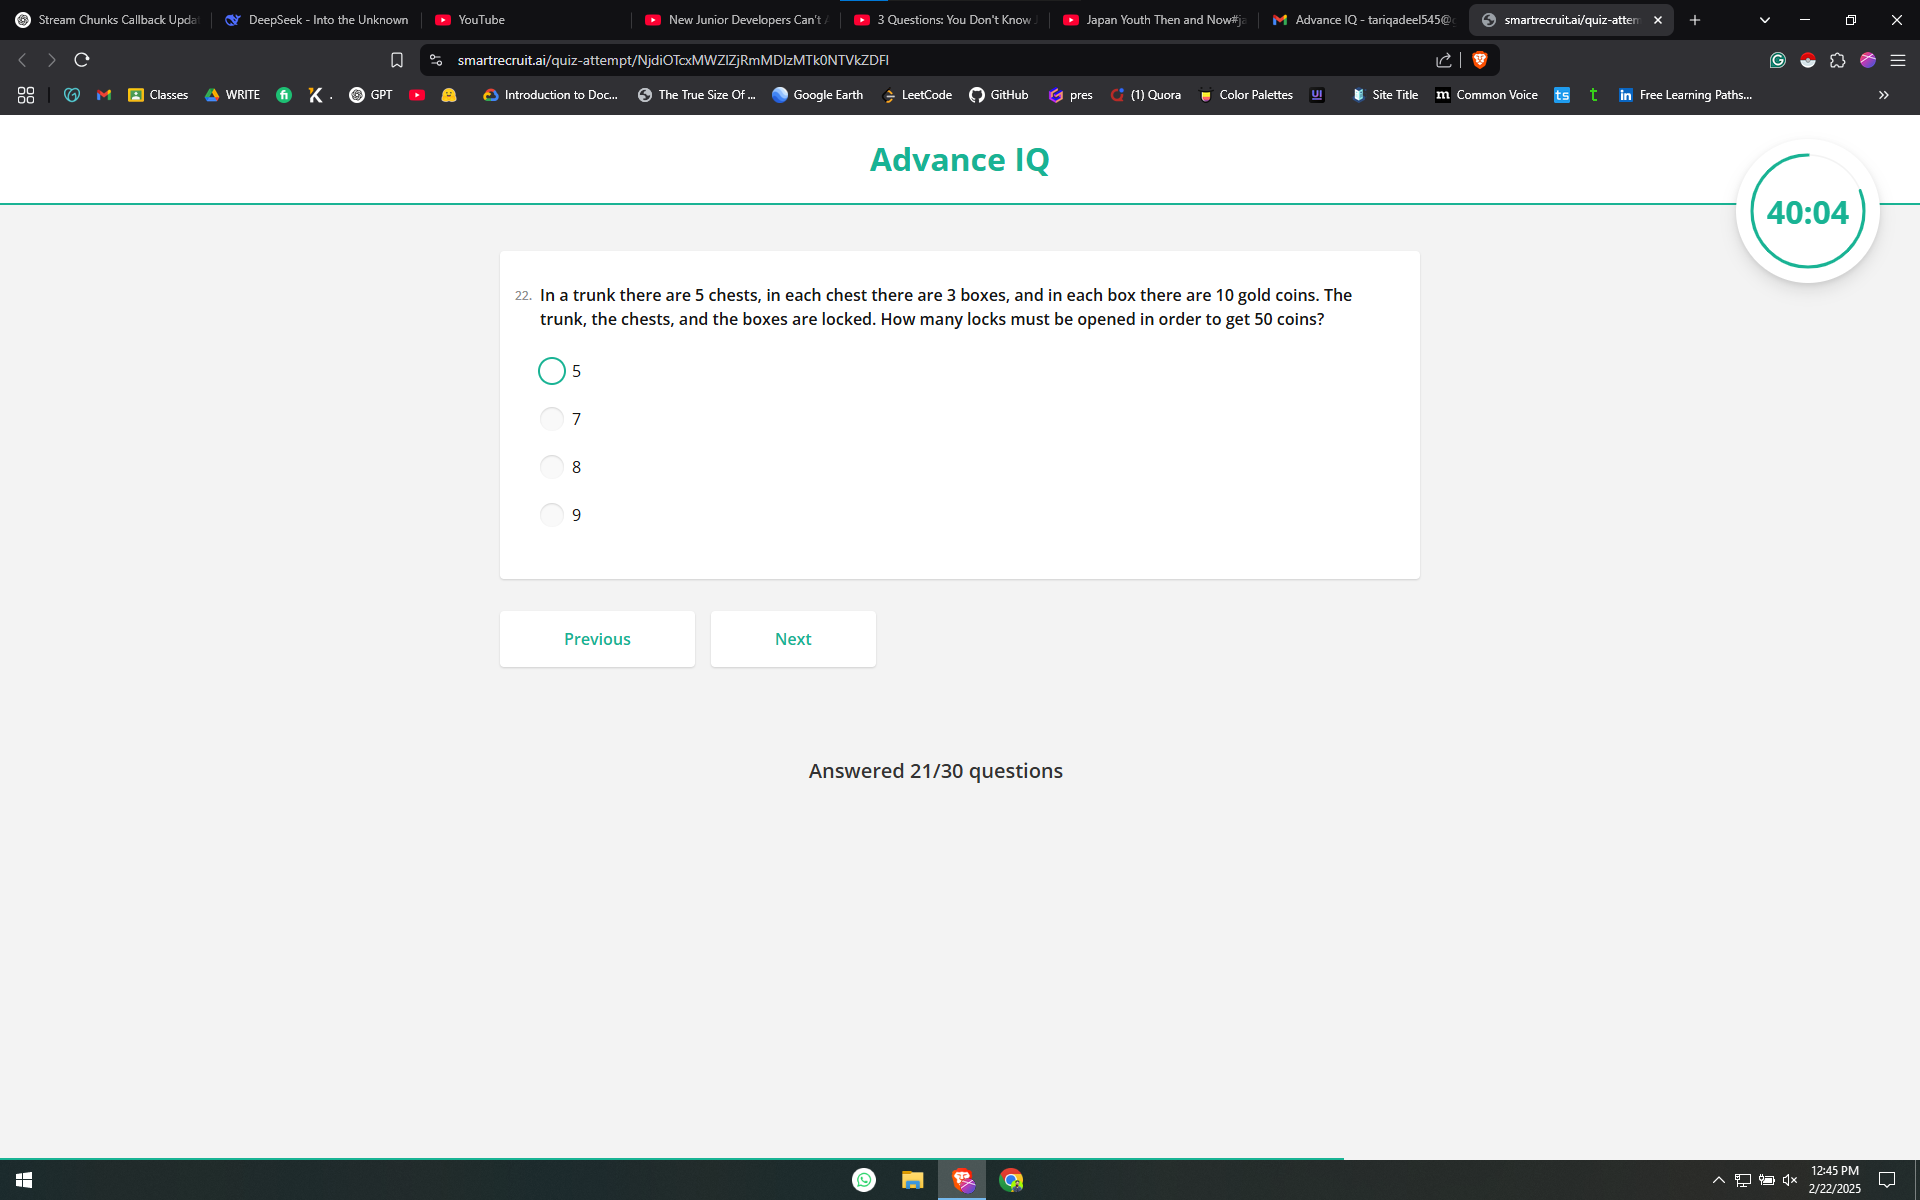 Stream Chunks Callback Upda
DeepSeek - Into the Unknown
YouTube
New Junior Developers Can't
3 Questions: You Don't Know
Japan Youth Then and Now#ja
Advance IQ - tariqadeel545@
smartrecruit.ai/quiz-attem
smartrecruit.ai/quiz-attempt/NjdiOTcxMWZlZjRmMDIzMTk0NTVkZDFl
Classes
WRITE
GPT
Introduction to Doc...
The True Size Of ...
Google Earth
LeetCode
GitHub
pres
(1) Quora
Color Palettes
UI
Site Title
m Common Voice
ts
t
in Free Learning Paths...
Advance IQ
40:04
22. In a trunk there are 5 chests, in each chest there are 3 boxes, and in each box there are 10 gold coins. The
trunk, the chests, and the boxes are locked. How many locks must be opened in order to get 50 coins?
5
7
8
9
Previous
Next
Answered 21/30 questions
12:45 PM
2/22/2025